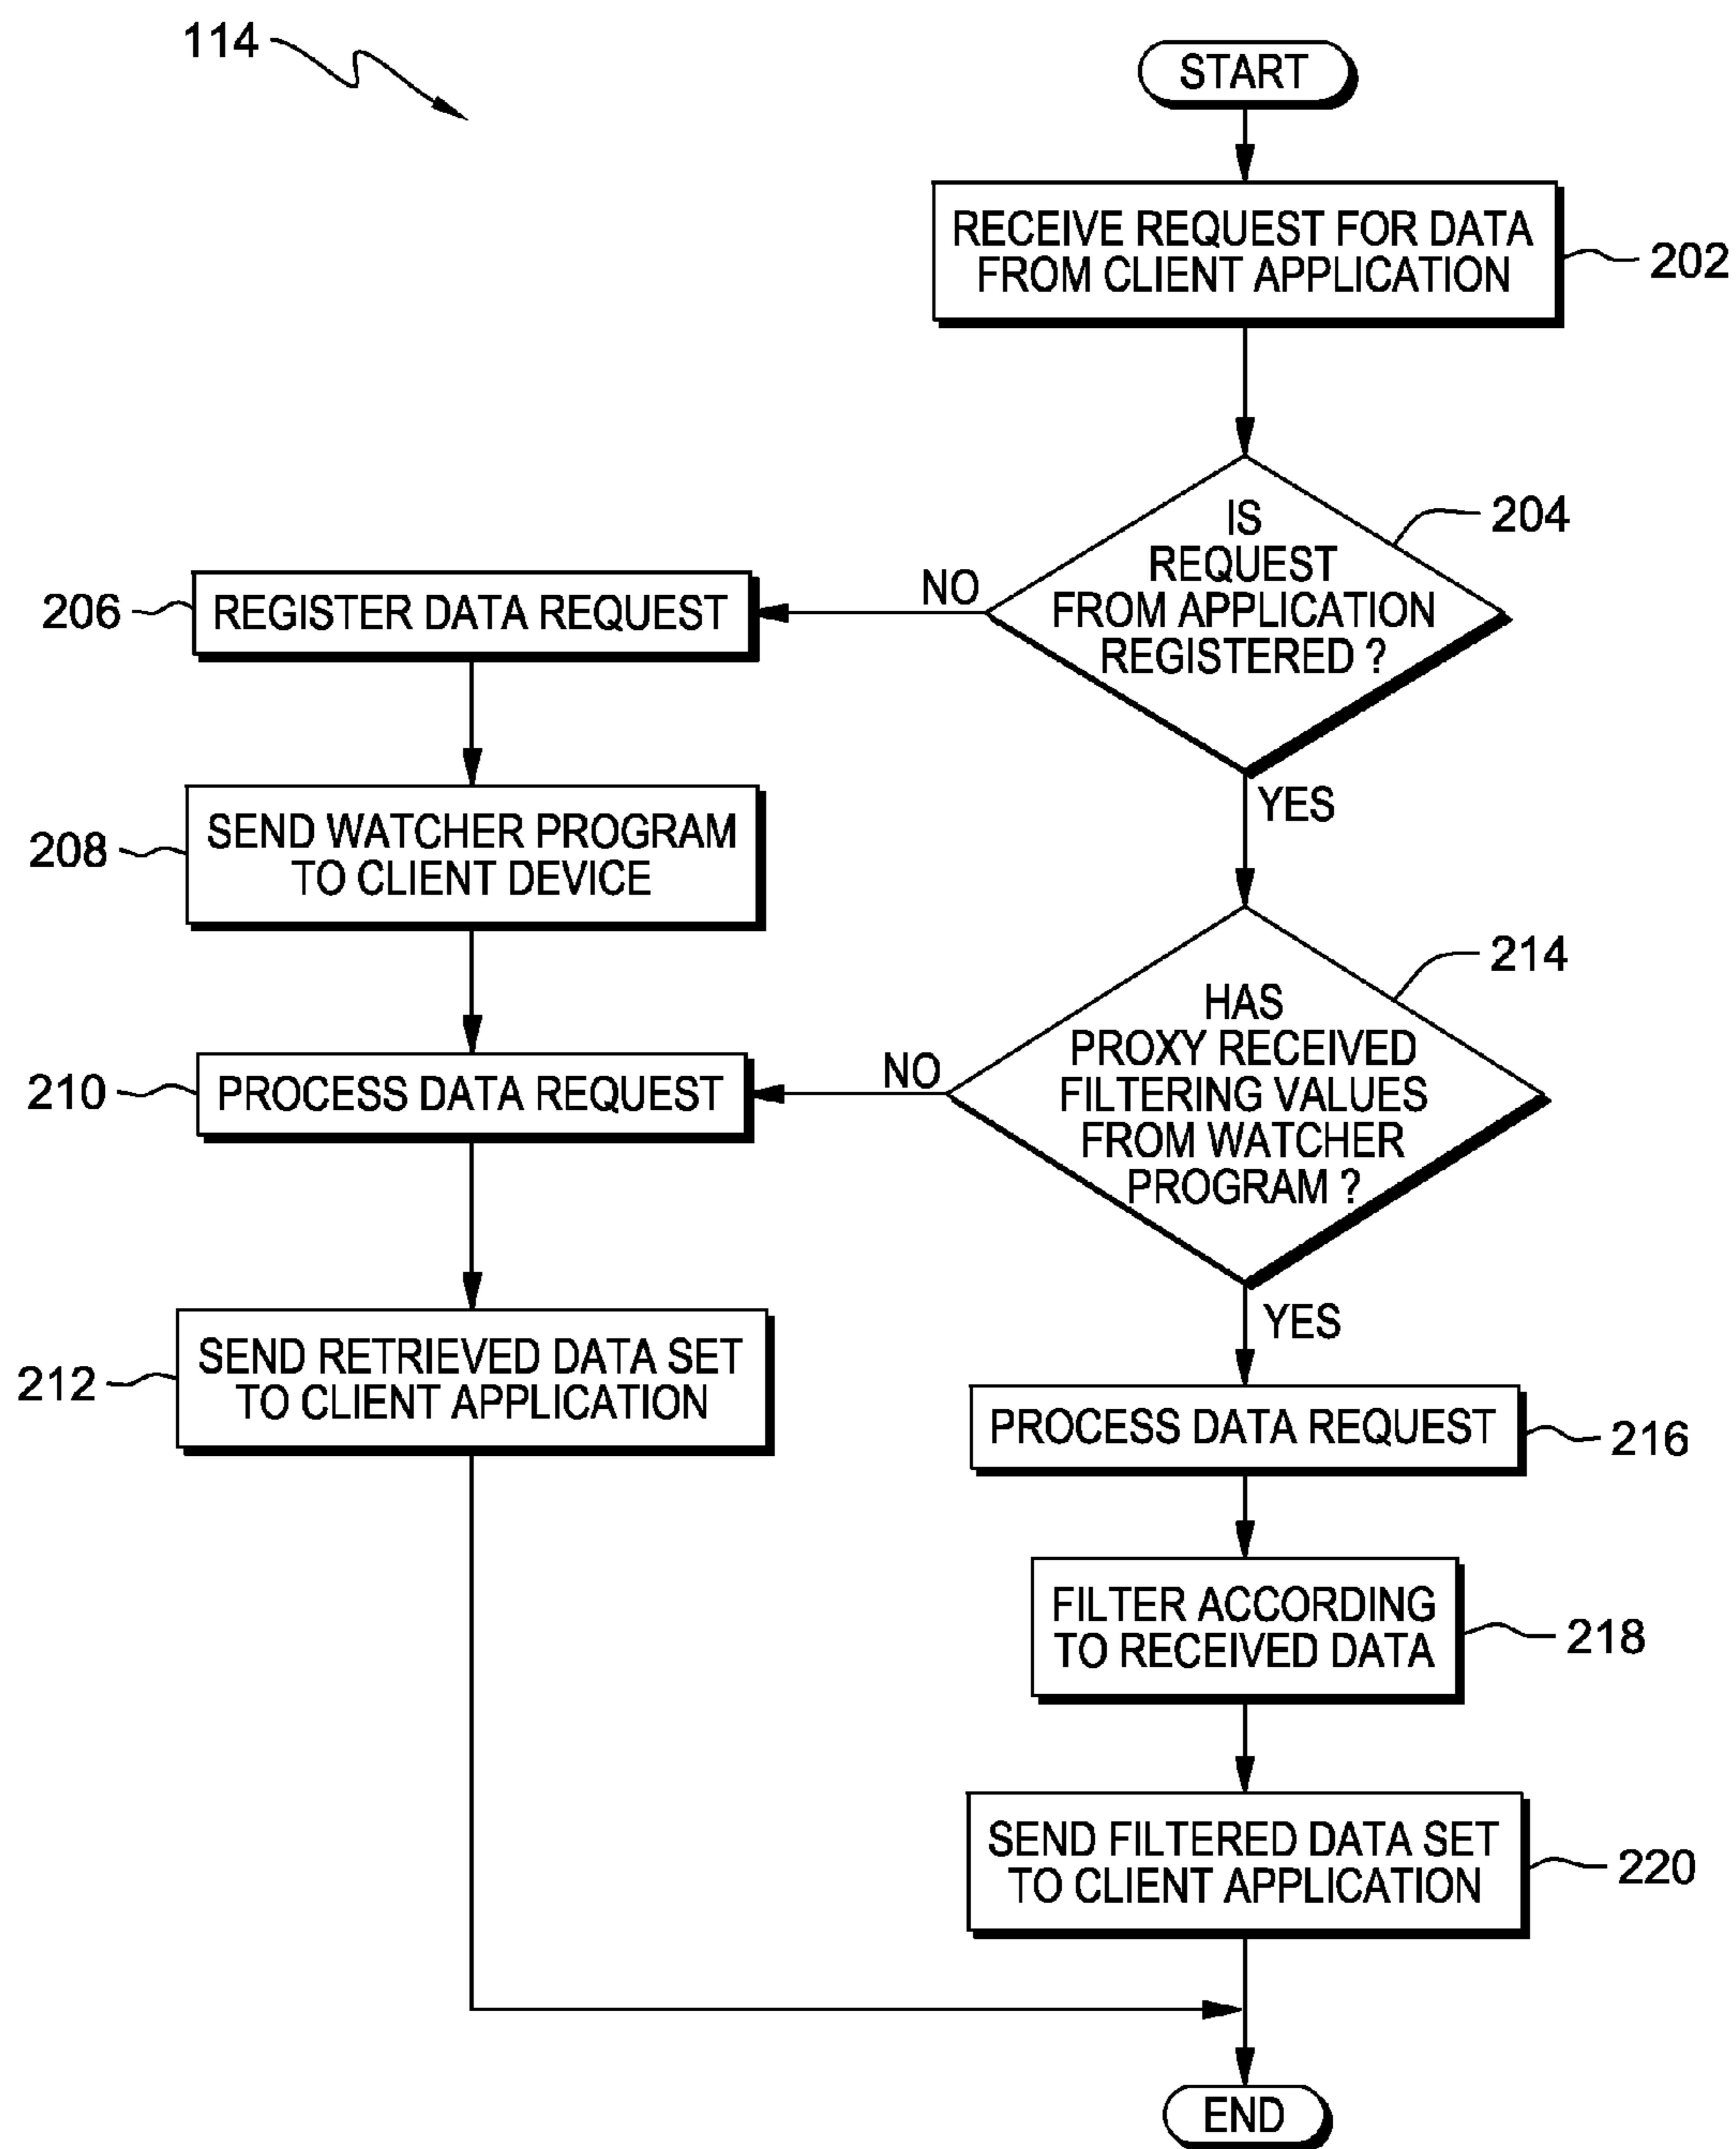 114
START
RECEIVE REQUEST FOR DATA
FROM CLIENT APPLICATION
202
IS
REQUEST
FROM APPLICATION
REGISTERED ?
204
NO
YES
206
REGISTER DATA REQUEST
208
SEND WATCHER PROGRAM
TO CLIENT DEVICE
214
HAS
PROXY RECEIVED
FILTERING VALUES
FROM WATCHER
PROGRAM ?
NO
YES
210
PROCESS DATA REQUEST
212
SEND RETRIEVED DATA SET
TO CLIENT APPLICATION
PROCESS DATA REQUEST
216
FILTER ACCORDING
TO RECEIVED DATA
218
SEND FILTERED DATA SET
TO CLIENT APPLICATION
220
END